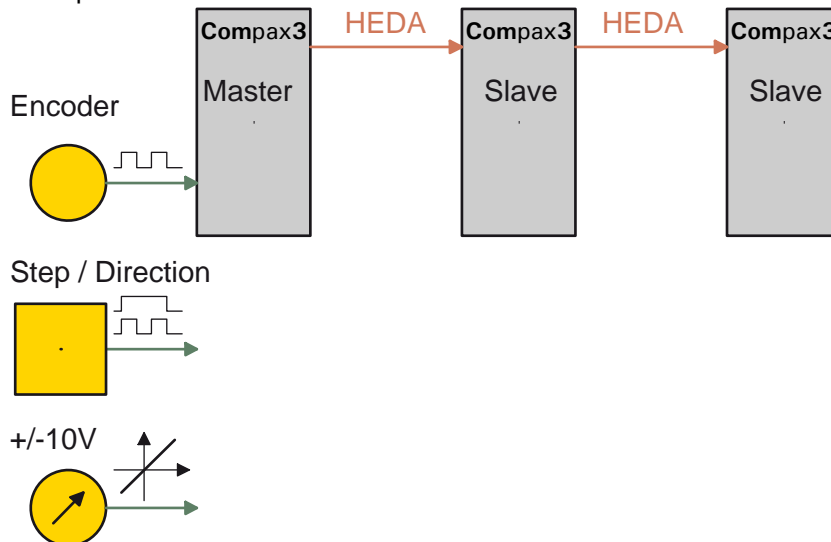 Compax3 HEDA Compax3 HEDA Compax3
Master Slave Slave
Encoder
Step / Direction
+/-10V